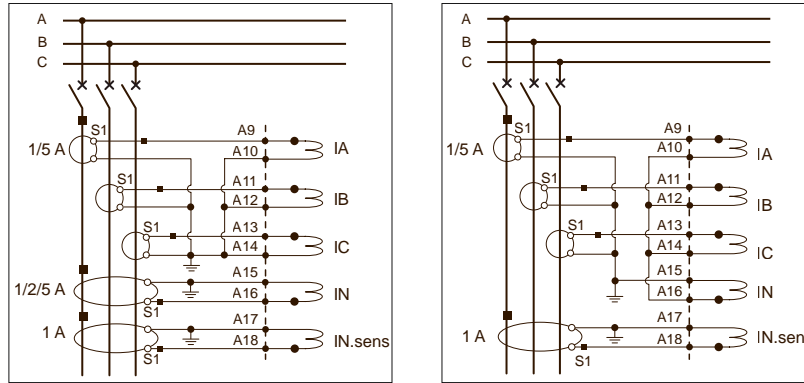 A
B
C
S1
A9
1/5 A
A10
IA
S1
A11
A12
IB
S1
A13
A14
IC
A15
1/2/5 A
A16
IN
S1
A17
1 A
A18
IN.sens
S1
A
B
C
S1
A9
1/5 A
A10
IA
S1
A11
A12
IB
S1
A13
A14
IC
A15
A16
IN
A17
1 A
A18
IN.sen
S1